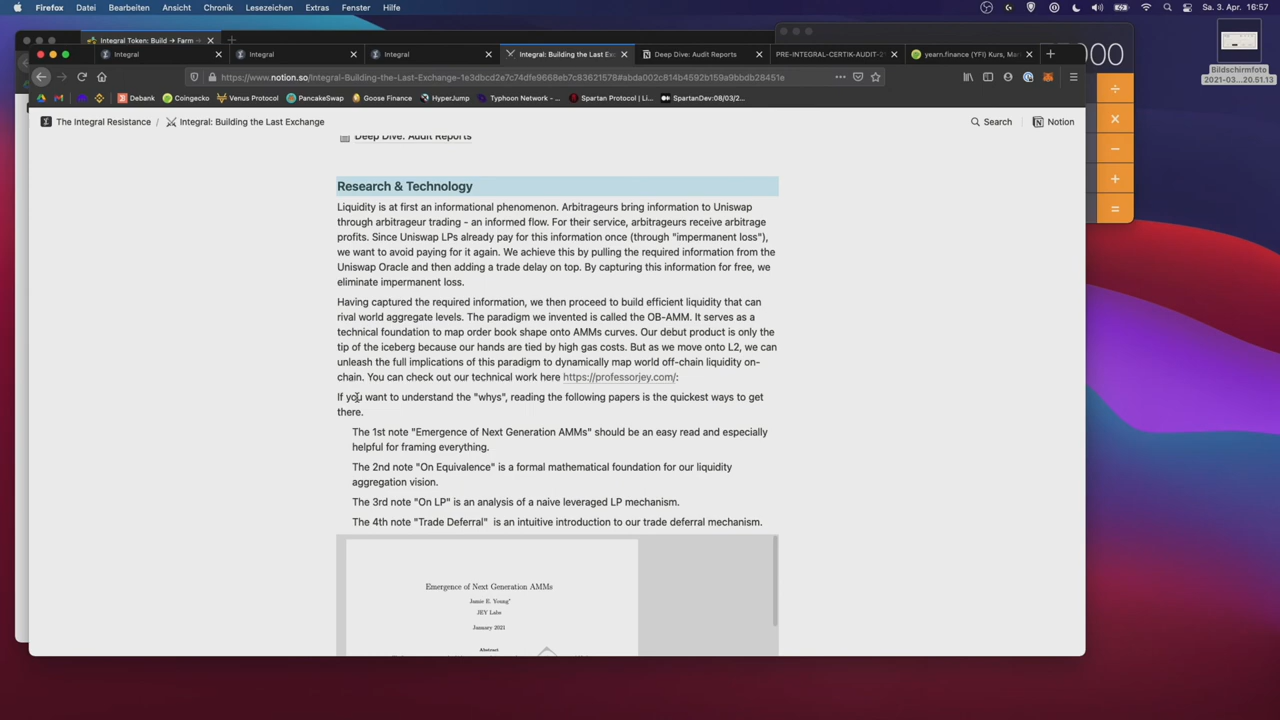 Firefox Datei Bearbeiten Ansicht Chronik Lesezeichen Extras Fenster Hilfe
Sa. 3. Apr. 16:57
Integral Token: Build → Farm →
Integral
Integral
Integral
Integral: Building the Last Ex
Deep Dive: Audit Reports
PRE-INTEGRAL-CERTIK-AUDIT-2
yearn.finance (YFI) Kurs, Mar
https://www.notion.so/Integral-Building-the-Last-Exchange-1e3dbcd2e7c74dfe9668eb7c83621578#abda002c814b4592b159a9bbdb28451e
Debank Coingecko Venus Protocol PancakeSwap Goose Finance HyperJump Typhoon Network - ... Spartan Protocol | Li... SpartanDev:08/03/2...
Bildschirmfoto
2021-03...20.51.13
The Integral Resistance / Integral: Building the Last Exchange
Search
Notion
Deep Dive: Audit Reports
Research & Technology
Liquidity is at first an informational phenomenon. Arbitrageurs bring information to Uniswap
through arbitrageur trading - an informed flow. For their service, arbitrageurs receive arbitrage
profits. Since Uniswap LPs already pay for this information once (through "impermanent loss"),
we want to avoid paying for it again. We achieve this by pulling the required information from the
Uniswap Oracle and then adding a trade delay on top. By capturing this information for free, we
eliminate impermanent loss.
Having captured the required information, we then proceed to build efficient liquidity that can
rival world aggregate levels. The paradigm we invented is called the OB-AMM. It serves as a
technical foundation to map order book shape onto AMMs curves. Our debut product is only the
tip of the iceberg because our hands are tied by high gas costs. But as we move onto L2, we can
unleash the full implications of this paradigm to dynamically map world off-chain liquidity on-
chain. You can check out our technical work here https://professorjey.com/:
If you want to understand the "whys", reading the following papers is the quickest ways to get
there.
The 1st note "Emergence of Next Generation AMMs" should be an easy read and especially
helpful for framing everything.
The 2nd note "On Equivalence" is a formal mathematical foundation for our liquidity
aggregation vision.
The 3rd note "On LP" is an analysis of a naive leveraged LP mechanism.
The 4th note "Trade Deferral" is an intuitive introduction to our trade deferral mechanism.
Emergence of Next Generation AMMs
Jamie E. Young*
JEY Labs
January 2021
Abstract